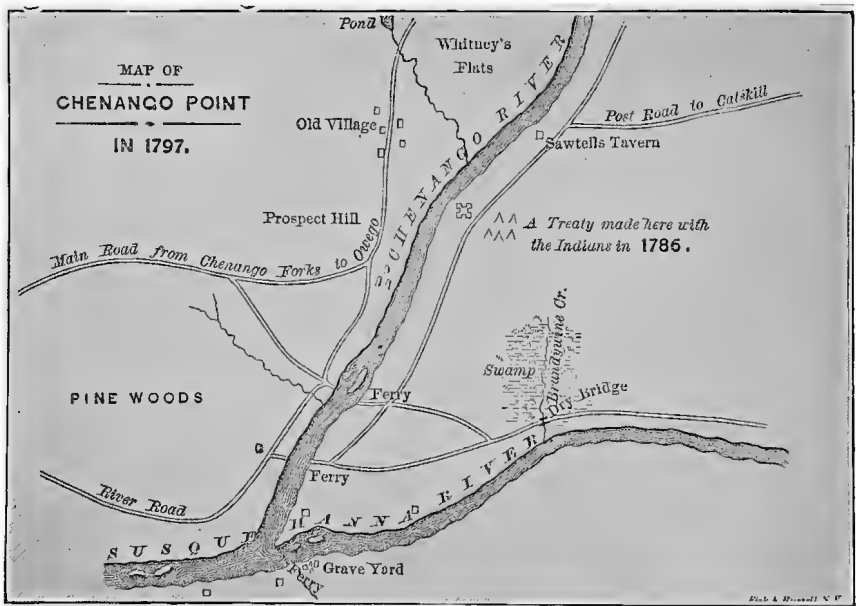 MAP OF
CHENANGO POINT
IN 1797.
Pond
Whitney's
Flats
CHENANGO RIVER
Post Road to Catskill
Old Village
Sawtells Tavern
Prospect Hill
A Treaty made here with
the Indians in 1786.
Main Road from Chenango Forks to Owego
Brandywine Cr.
Swamp
Dry Bridge
PINE WOODS
Ferry
Ferry
River Road
SUSQUEHANNA RIVER
Grave Yard
Ferry